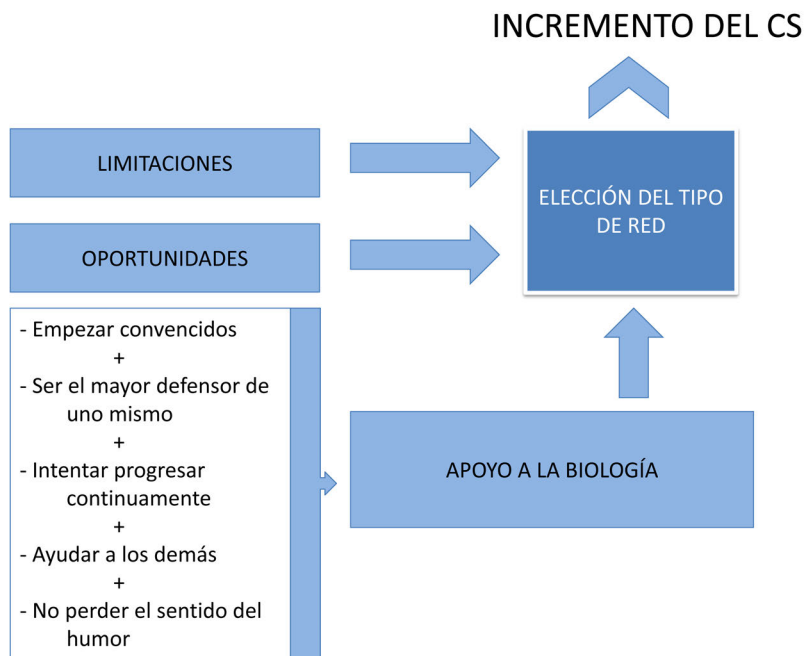 INCREMENTO DEL CS
LIMITACIONES
ELECCIÓN DEL TIPO
DE RED
OPORTUNIDADES
- Empezar convencidos
+
- Ser el mayor defensor de
uno mismo
+
- Intentar progresar
continuamente
+
- Ayudar a los demás
+
- No perder el sentido del
humor
APOYO A LA BIOLOGÍA